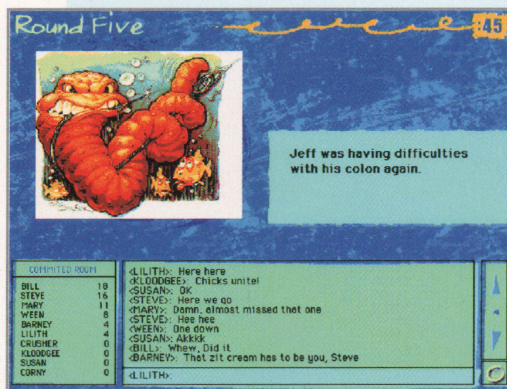 Round Five
:45
Jeff was having difficulties
with his colon again.
COMMITED ROOM
BILL 18
STEVE 16
MARY 11
WEEN 8
BARNEY 4
LILITH 4
CRUSHER 0
KLOODGEE 0
SUSAN 0
CORNY 0
<LILITH>: Here here
<KLOODGEE>: Chicks unite!
<SUSAN>: OK
<STEVE>: Here we go
<MARY>: Damn, almost missed that one
<STEVE>: Hee hee
<WEEN>: One down
<SUSAN>: Akkkk
<BILL>: Whew, Did it
<BARNEY>: That zit cream has to be you, Steve
<LILITH>: